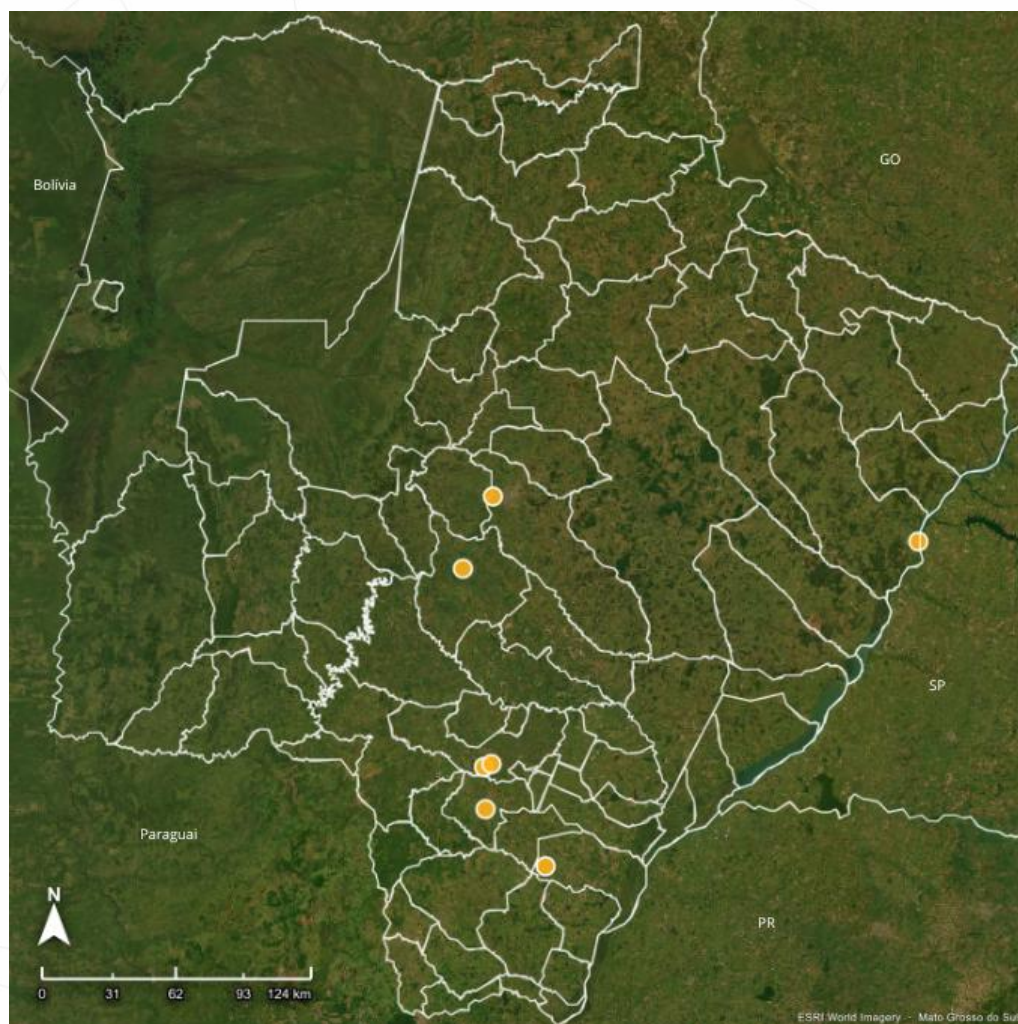 GO
Bolívia
SP
Paraguai
N
PR
0 31 62 93 124 km
ESRI World Imagery - Mato Grosso do Sul